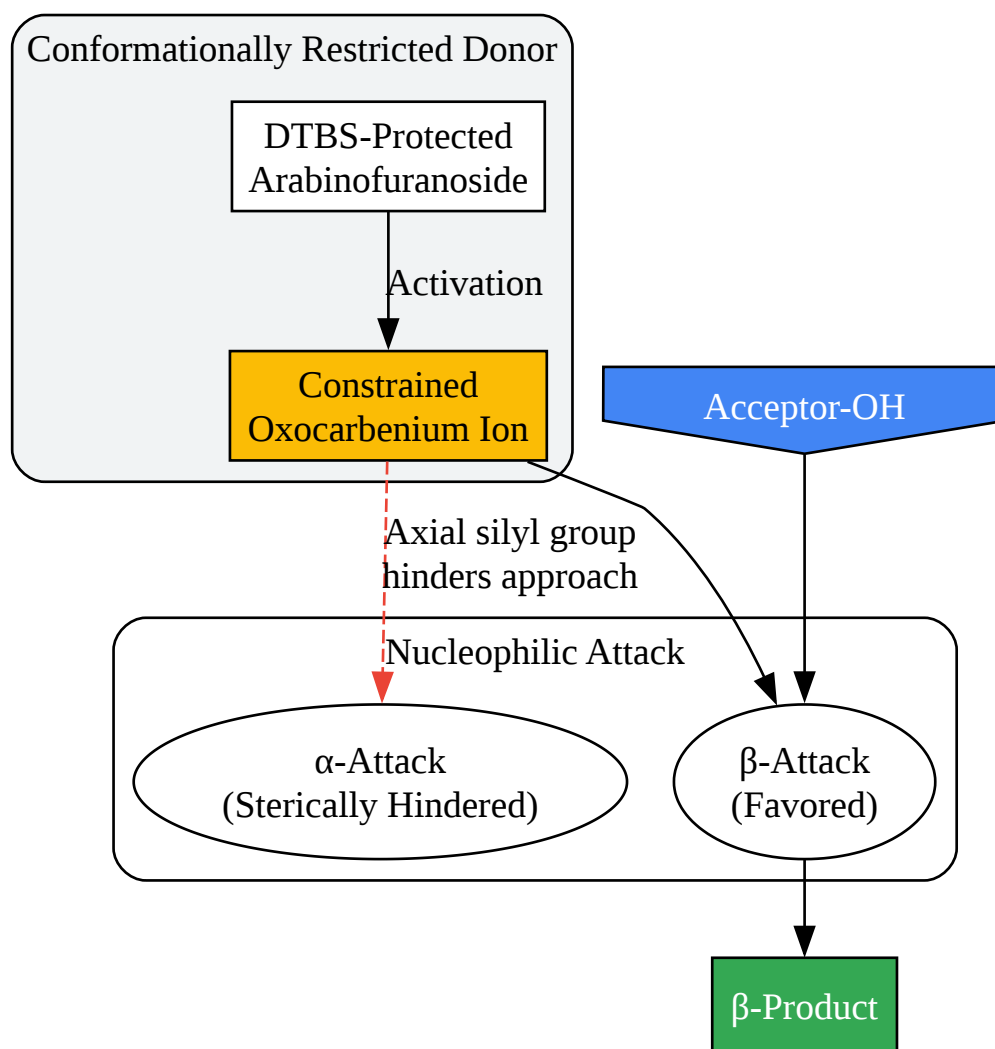 Conformationally Restricted Donor
DTBS-Protected
Arabinofuranoside
Activation
Constrained
Oxocarbenium Ion
Acceptor-OH
Axial silyl group
hinders approach
Nucleophilic Attack
α-Attack
(Sterically Hindered)
β-Attack
(Favored)
β-Product